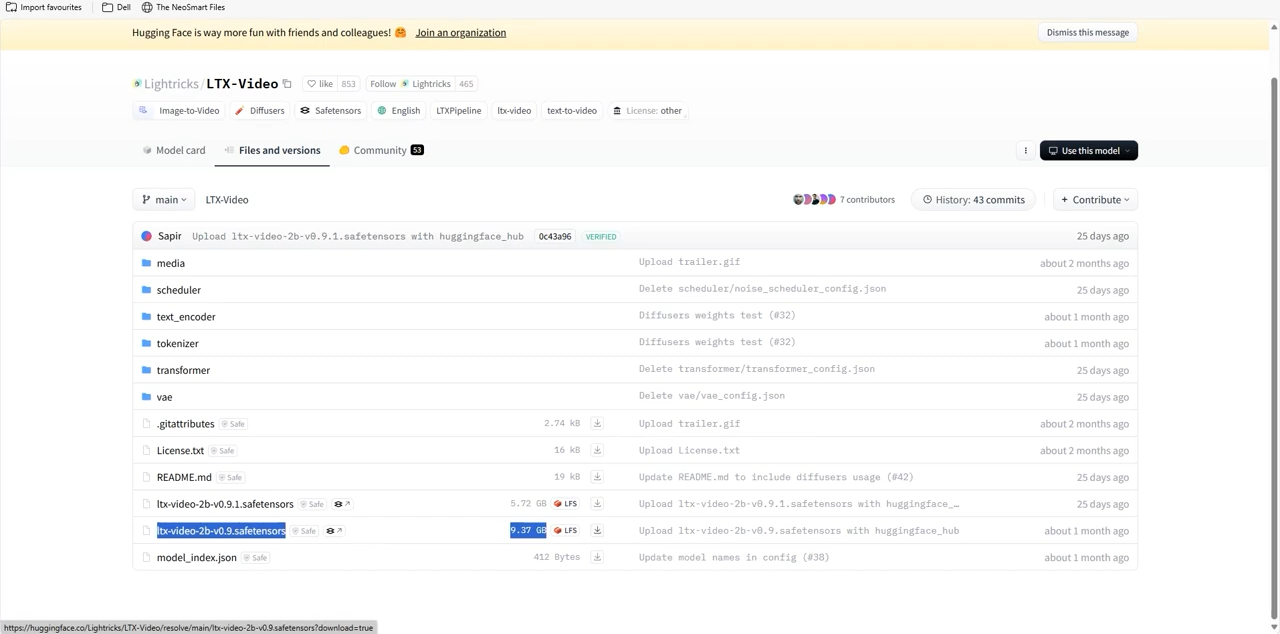 Import favourites Dell The NeoSmart Files
Hugging Face is way more fun with friends and colleagues! 🤗 Join an organization Dismiss this message
Lightricks/LTX-Video like 853 Follow Lightricks 465
Image-to-Video Diffusers Safetensors English LTXPipeline ltx-video text-to-video License: other
Model card Files and versions Community 53 Use this model
main LTX-Video 7 contributors History: 43 commits + Contribute
Sapir Upload ltx-video-2b-v0.9.1.safetensors with huggingface_hub 0c43a96 VERIFIED 25 days ago
media Upload trailer.gif about 2 months ago
scheduler Delete scheduler/noise_scheduler_config.json 25 days ago
text_encoder Diffusers weights test (#32) about 1 month ago
tokenizer Diffusers weights test (#32) about 1 month ago
transformer Delete transformer/transformer_config.json 25 days ago
vae Delete vae/vae_config.json 25 days ago
.gitattributes Safe 2.74 kB Upload trailer.gif about 2 months ago
License.txt Safe 16 kB Upload License.txt about 2 months ago
README.md Safe 19 kB Update README.md to include diffusers usage (#42) 25 days ago
ltx-video-2b-v0.9.1.safetensors Safe 5.72 GB LFS Upload ltx-video-2b-v0.9.1.safetensors with huggingface_… 25 days ago
ltx-video-2b-v0.9.safetensors Safe 9.37 GB LFS Upload ltx-video-2b-v0.9.safetensors with huggingface_hub about 1 month ago
model_index.json Safe 412 Bytes Update model names in config (#38) about 1 month ago
https://huggingface.co/Lightricks/LTX-Video/resolve/main/ltx-video-2b-v0.9.safetensors?download=true